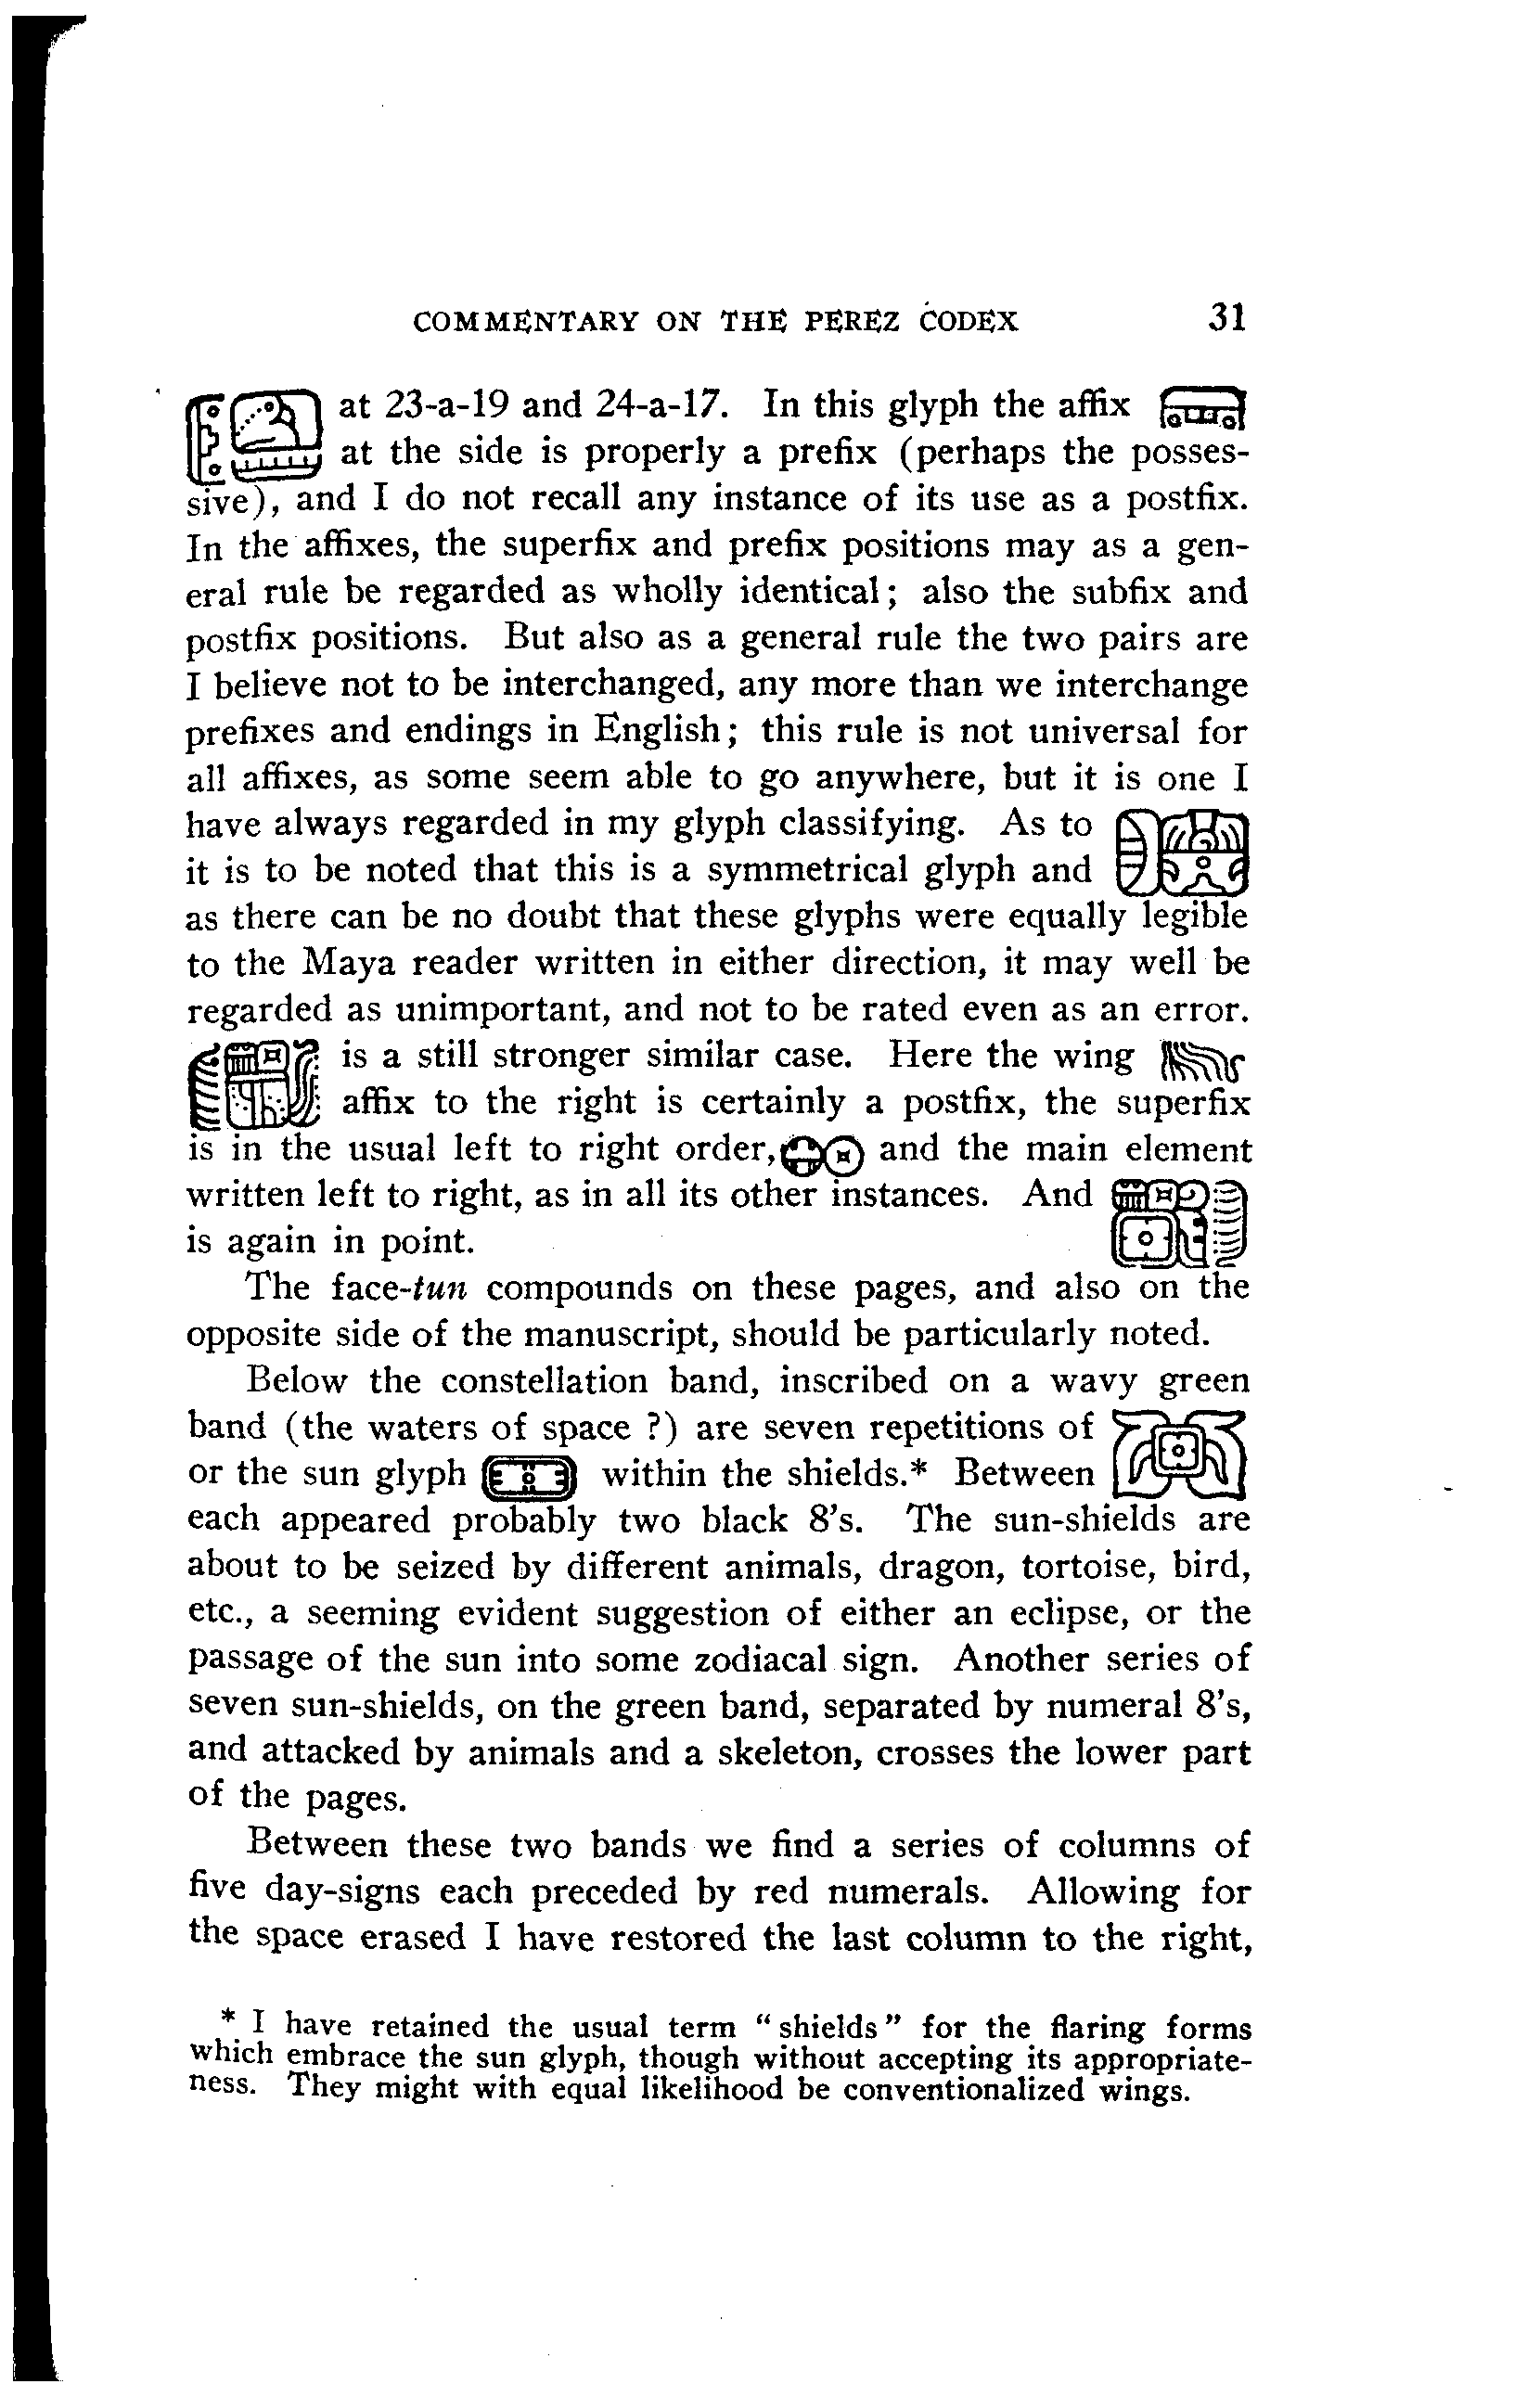 COMMENTARY ON THE PEREZ CODEX 31
at 23-a-19 and 24-a-17. In this glyph the affix
at the side is properly a prefix (perhaps the posses-
sive), and I do not recall any instance of its use as a postfix.
In the affixes, the superfix and prefix positions may as a gen-
eral rule be regarded as wholly identical; also the subfix and
postfix positions. But also as a general rule the two pairs are
I believe not to be interchanged, any more than we interchange
prefixes and endings in English; this rule is not universal for
all affixes, as some seem able to go anywhere, but it is one I
have always regarded in my glyph classifying. As to
it is to be noted that this is a symmetrical glyph and
as there can be no doubt that these glyphs were equally legible
to the Maya reader written in either direction, it may well be
regarded as unimportant, and not to be rated even as an error.
is a still stronger similar case. Here the wing
affix to the right is certainly a postfix, the superfix
is in the usual left to right order, and the main element
written left to right, as in all its other instances. And
is again in point.
The face-tun compounds on these pages, and also on the
opposite side of the manuscript, should be particularly noted.
Below the constellation band, inscribed on a wavy green
band (the waters of space ?) are seven repetitions of
or the sun glyph within the shields.* Between
each appeared probably two black 8's. The sun-shields are
about to be seized by different animals, dragon, tortoise, bird,
etc., a seeming evident suggestion of either an eclipse, or the
passage of the sun into some zodiacal sign. Another series of
seven sun-shields, on the green band, separated by numeral 8's,
and attacked by animals and a skeleton, crosses the lower part
of the pages.
Between these two bands we find a series of columns of
five day-signs each preceded by red numerals. Allowing for
the space erased I have restored the last column to the right,
* I have retained the usual term "shields" for the flaring forms
which embrace the sun glyph, though without accepting its appropriate-
ness. They might with equal likelihood be conventionalized wings.